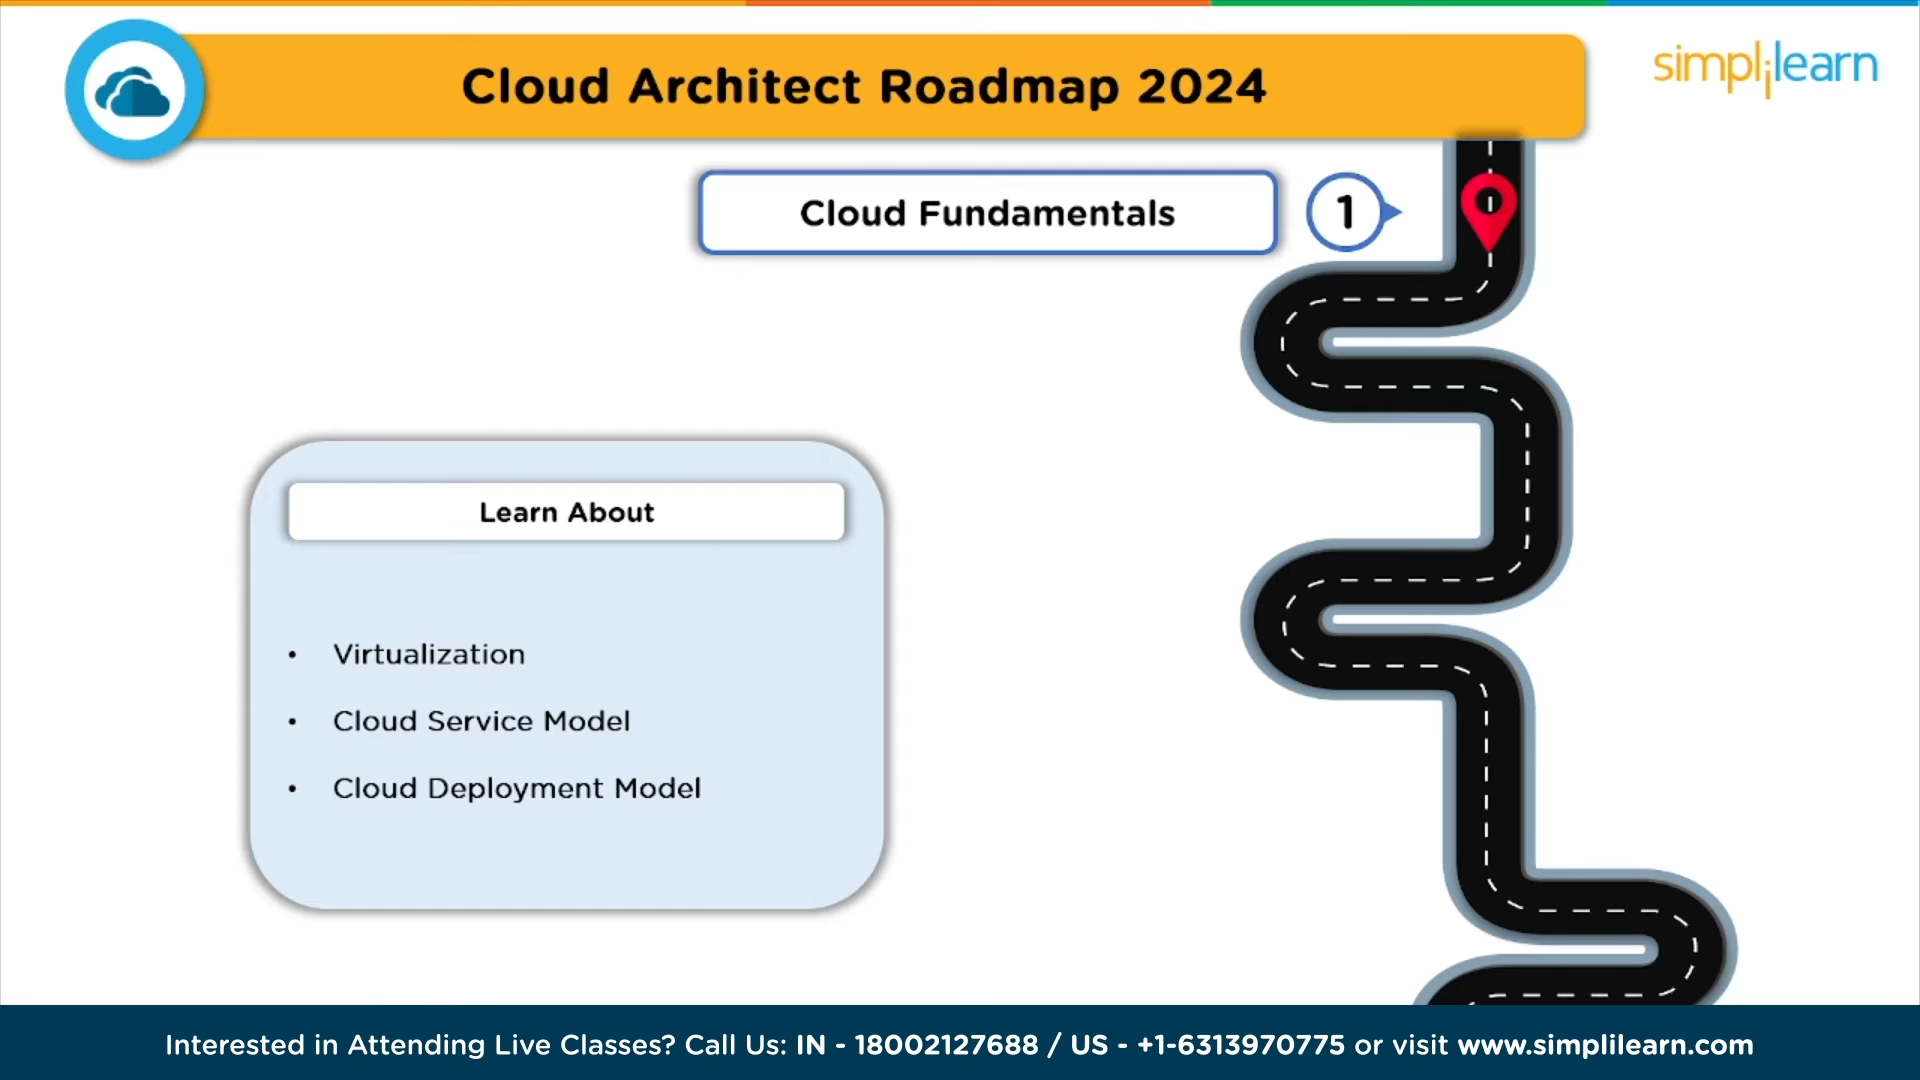 Cloud Architect Roadmap 2024
simplilearn
Cloud Fundamentals
1
Learn About
• Virtualization
• Cloud Service Model
• Cloud Deployment Model
Interested in Attending Live Classes? Call Us: IN - 18002127688 / US - +1-6313970775 or visit www.simplilearn.com